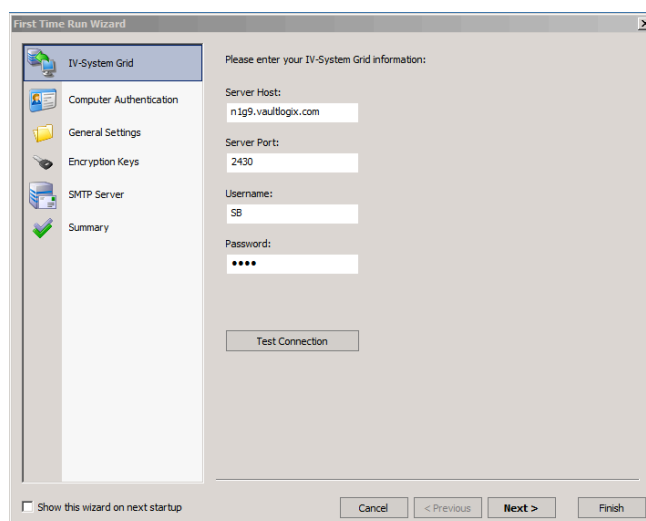 First Time Run Wizard
IV-System Grid
Computer Authentication
General Settings
Encryption Keys
SMTP Server
Summary
Please enter your IV-System Grid information:
Server Host:
n1g9.vaultlogix.com
Server Port:
2430
Username:
SB
Password:
••••
Test Connection
Show this wizard on next startup
Cancel
< Previous
Next >
Finish